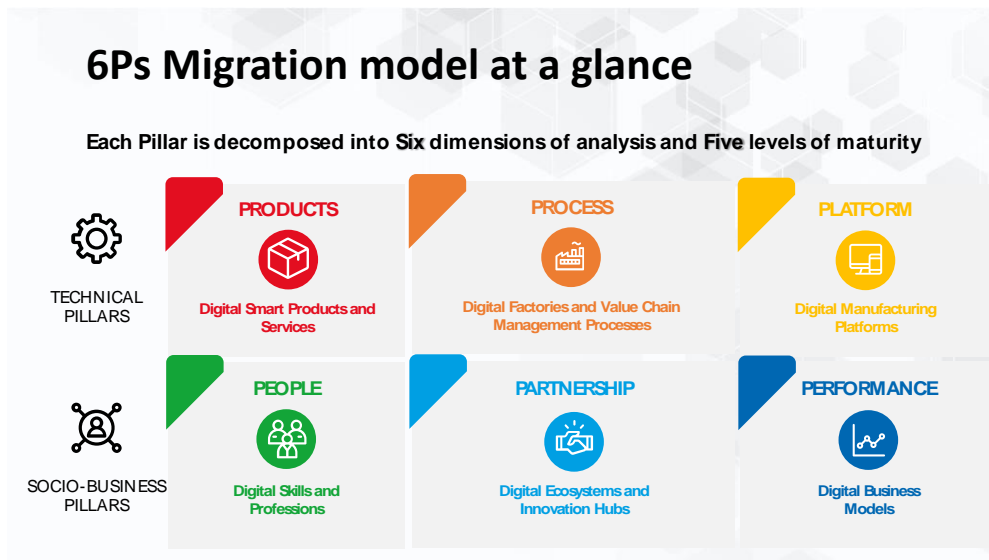 6Ps Migration model at a glance
Each Pillar is decomposed into Six dimensions of analysis and Five levels of maturity
TECHNICAL
PILLARS
PRODUCTS
Digital Smart Products and
Services
PROCESS
Digital Factories and Value Chain
Management Processes
PLATFORM
Digital Manufacturing
Platforms
SOCIO-BUSINESS
PILLARS
PEOPLE
Digital Skills and
Professions
PARTNERSHIP
Digital Ecosystems and
Innovation Hubs
PERFORMANCE
Digital Business
Models